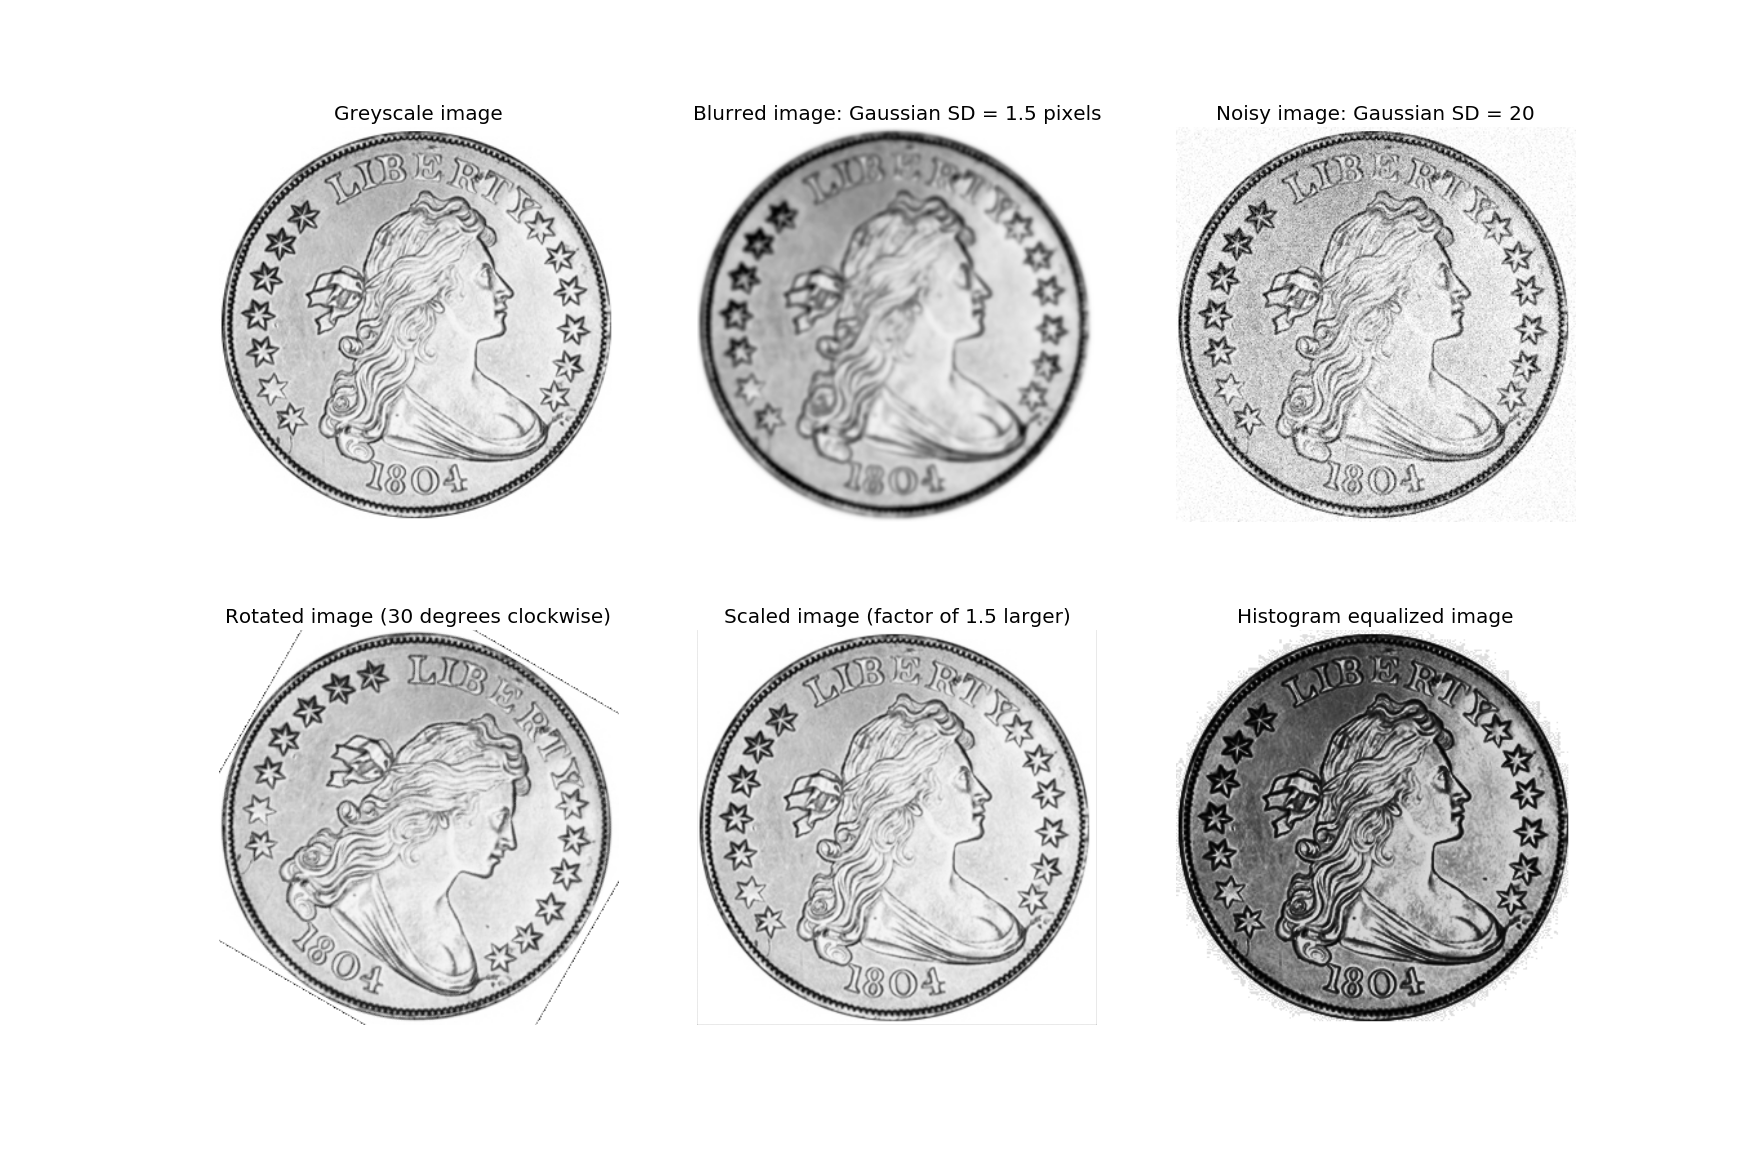 Greyscale image
LIBERTY
1804
Blurred image: Gaussian SD = 1.5 pixels
LIBERTY
1804
Noisy image: Gaussian SD = 20
LIBERTY
1804
Rotated image (30 degrees clockwise)
LIBERTY
1804
Scaled image (factor of 1.5 larger)
LIBERTY
1804
Histogram equalized image
LIBERTY
1804